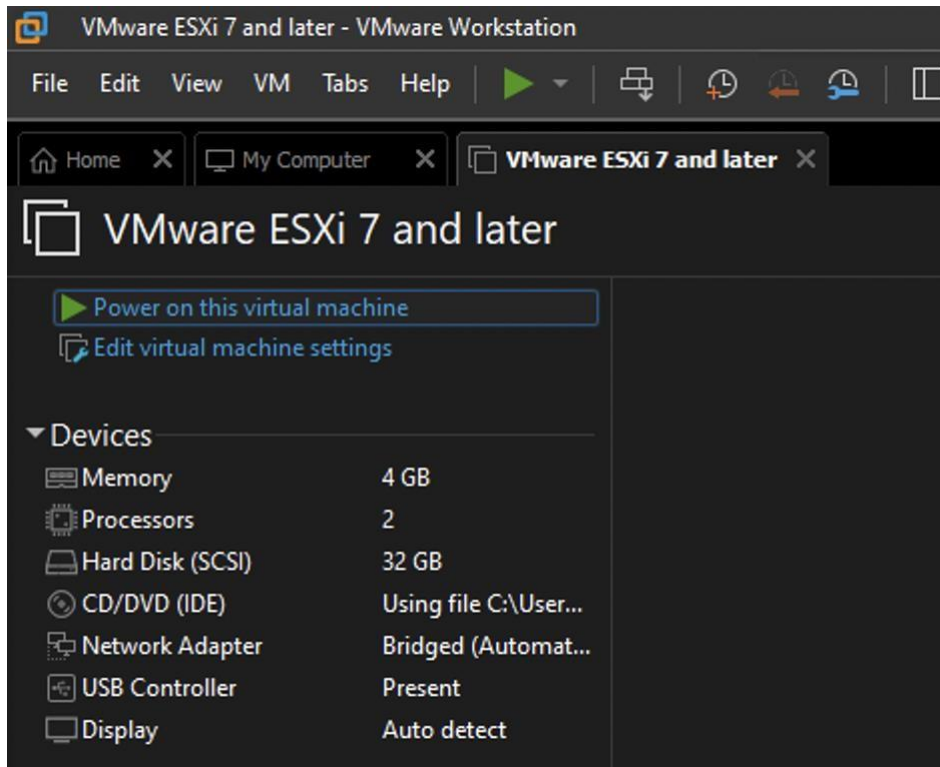 VMware ESXi 7 and later - VMware Workstation
File Edit View VM Tabs Help
Home My Computer VMware ESXi 7 and later
VMware ESXi 7 and later
Power on this virtual machine
Edit virtual machine settings
Devices
Memory 4 GB
Processors 2
Hard Disk (SCSI) 32 GB
CD/DVD (IDE) Using file C:\User...
Network Adapter Bridged (Automat...
USB Controller Present
Display Auto detect